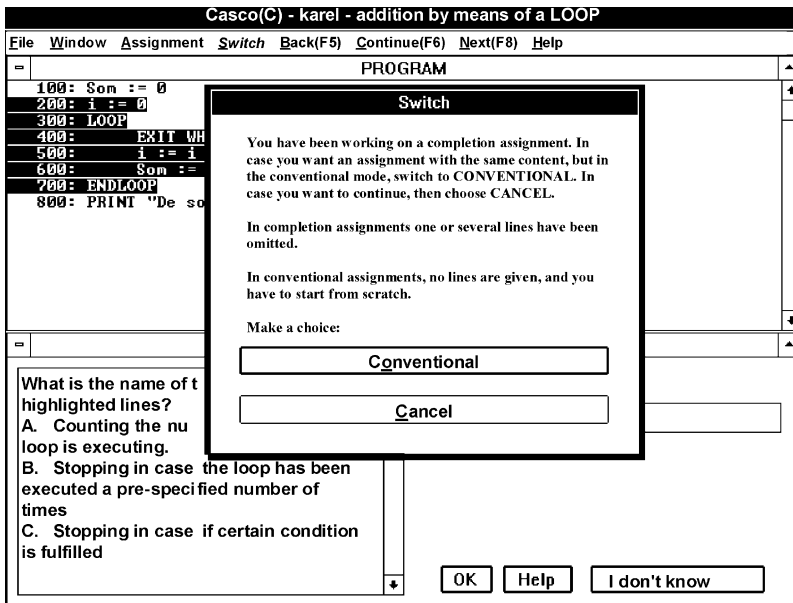 Casco(C) - karel - addition by means of a LOOP
File Window Assignment Switch Back(F5) Continue(F6) Next(F8) Help
PROGRAM
100: Som := 0
200: i := 0
300: LOOP
400: EXIT WH
500: i := i
600: Som :=
700: ENDLOOP
800: PRINT "De so
Switch
You have been working on a completion assignment. In
case you want an assignment with the same content, but in
the conventional mode, switch to CONVENTIONAL. In
case you want to continue, then choose CANCEL.
In completion assignments one or several lines have been
omitted.
In conventional assignments, no lines are given, and you
have to start from scratch.
Make a choice:
Conventional
Cancel
What is the name of t
highlighted lines?
A. Counting the nu
loop is executing.
B. Stopping in case the loop has been
executed a pre-specified number of
times
C. Stopping in case if certain condition
is fulfilled
OK Help I don't know